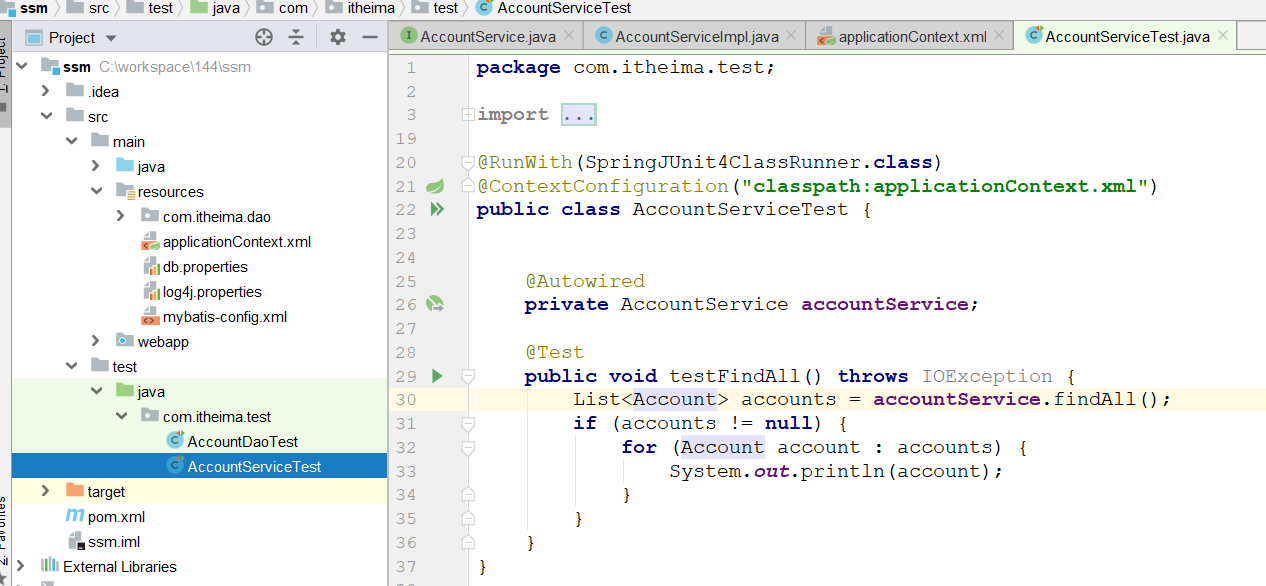 ssm src test java com itheima test AccountServiceTest
Project
AccountService.java AccountServiceImpl.java applicationContext.xml AccountServiceTest.java
ssm C:\workspace\144\ssm
.idea
src
main
java
resources
com.itheima.dao
applicationContext.xml
db.properties
log4j.properties
mybatis-config.xml
webapp
test
java
com.itheima.test
AccountDaoTest
AccountServiceTest
target
pom.xml
ssm.iml
External Libraries
1 package com.itheima.test;
2
3 import ...
19
20 @RunWith(SpringJUnit4ClassRunner.class)
21 @ContextConfiguration("classpath:applicationContext.xml")
22 public class AccountServiceTest {
23
24
25 @Autowired
26 private AccountService accountService;
27
28 @Test
29 public void testFindAll() throws IOException {
30 List<Account> accounts = accountService.findAll();
31 if (accounts != null) {
32 for (Account account : accounts) {
33 System.out.println(account);
34 }
35 }
36 }
37 }